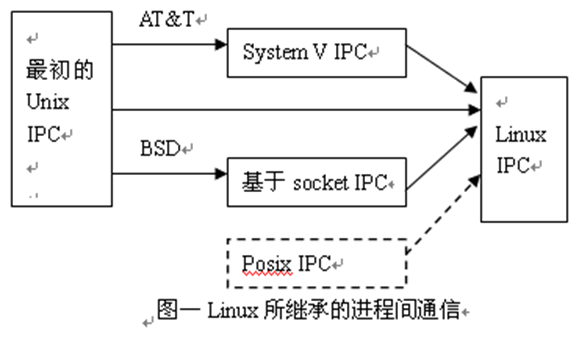 AT&T
最初的
Unix
IPC
System V IPC
Linux
IPC
BSD
基于 socket IPC
Posix IPC
图一 Linux 所继承的进程间通信